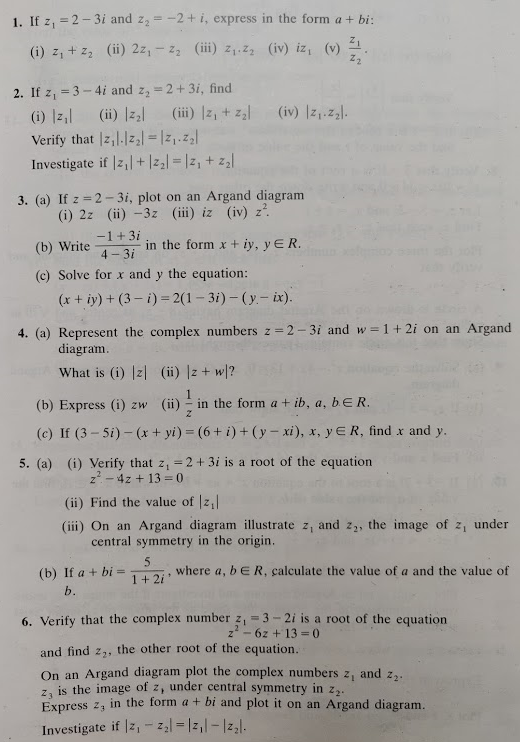 1. If z₁ = 2 − 3i and z₂ = −2 + i, express in the form a + bi:
(i) z₁ + z₂ (ii) 2z₁ − z₂ (iii) z₁.z₂ (iv) iz₁ (v) z₁/z₂.
2. If z₁ = 3 − 4i and z₂ = 2 + 3i, find
(i) |z₁| (ii) |z₂| (iii) |z₁ + z₂| (iv) |z₁.z₂|.
Verify that |z₁|.|z₂| = |z₁.z₂|
Investigate if |z₁| + |z₂| = |z₁ + z₂|
3. (a) If z = 2 − 3i, plot on an Argand diagram
(i) 2z (ii) −3z (iii) iz (iv) z².
(b) Write (−1 + 3i)/(4 − 3i) in the form x + iy, y ∈ R.
(c) Solve for x and y the equation:
(x + iy) + (3 − i) = 2(1 − 3i) − (y − ix).
4. (a) Represent the complex numbers z = 2 − 3i and w = 1 + 2i on an Argand
diagram.
What is (i) |z| (ii) |z + w|?
(b) Express (i) zw (ii) 1/z in the form a + ib, a, b ∈ R.
(c) If (3 − 5i) − (x + yi) = (6 + i) + (y − xi), x, y ∈ R, find x and y.
5. (a) (i) Verify that z₁ = 2 + 3i is a root of the equation
z² − 4z + 13 = 0
(ii) Find the value of |z₁|
(iii) On an Argand diagram illustrate z₁ and z₂, the image of z₁ under
central symmetry in the origin.
(b) If a + bi = 5/(1 + 2i), where a, b ∈ R, calculate the value of a and the value of
b.
6. Verify that the complex number z₁ = 3 − 2i is a root of the equation
z² − 6z + 13 = 0
and find z₂, the other root of the equation.
On an Argand diagram plot the complex numbers z₁ and z₂.
z₃ is the image of z₁ under central symmetry in z₂.
Express z₃ in the form a + bi and plot it on an Argand diagram.
Investigate if |z₁ − z₂| = |z₁| − |z₂|.